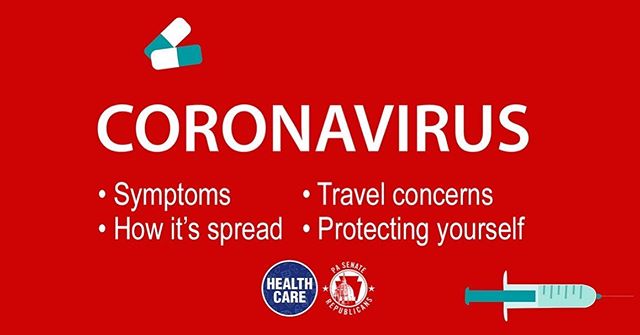 CORONAVIRUS
• Symptoms
• How it's spread
• Travel concerns
• Protecting yourself
HEALTH
CARE
PA SENATE
REPUBLICANS